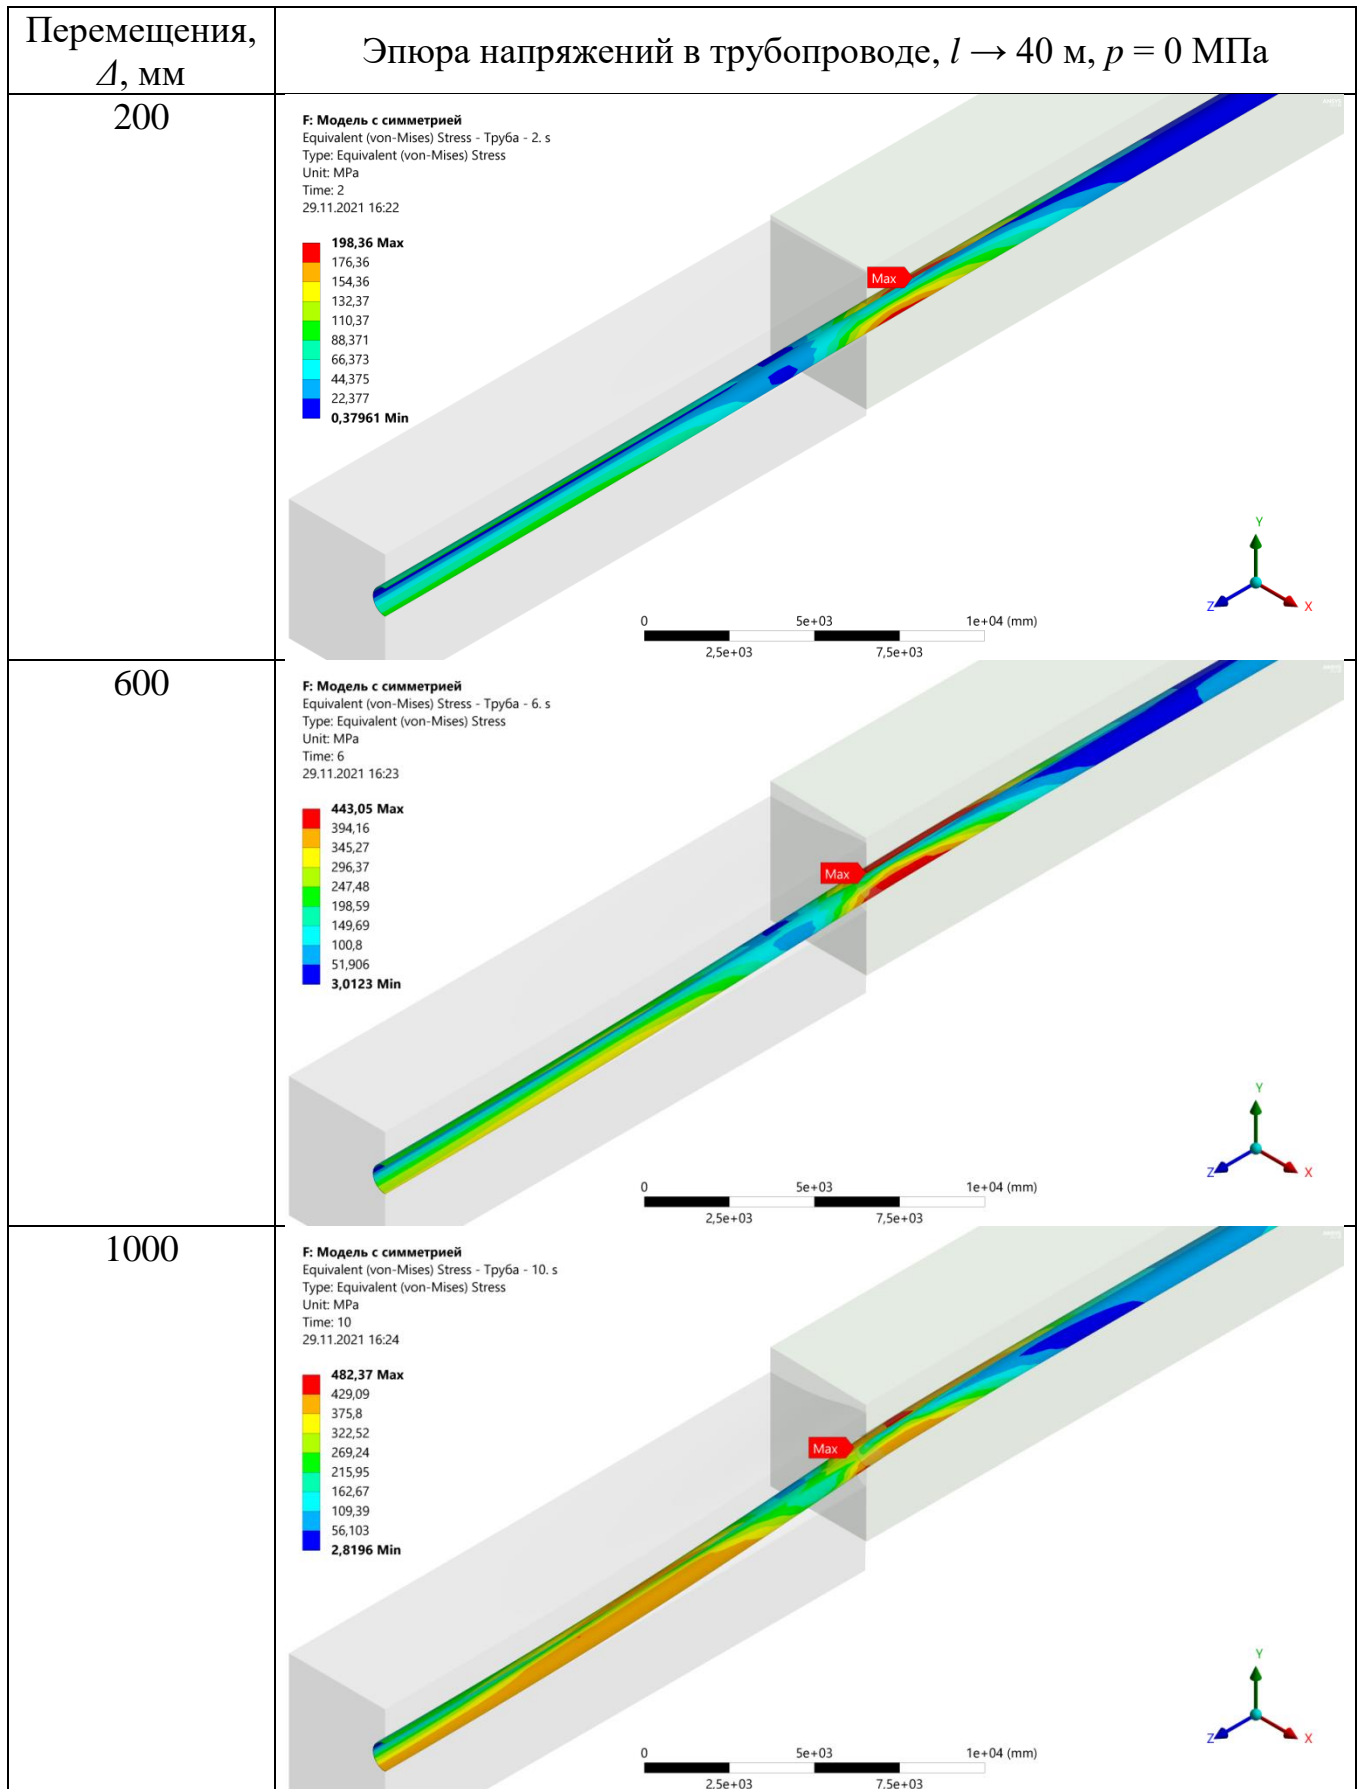 Перемещения,
Δ, мм
Эпюра напряжений в трубопроводе, l → 40 м, p = 0 МПа
200
F: Модель с симметрией
Equivalent (von-Mises) Stress - Труба - 2. s
Type: Equivalent (von-Mises) Stress
Unit: MPa
Time: 2
29.11.2021 16:22
198,36 Max
176,36
154,36
132,37
110,37
88,371
66,373
44,375
22,377
0,37961 Min
Max
Y
Z
X
0
5e+03
1e+04 (mm)
2,5e+03
7,5e+03
600
F: Модель с симметрией
Equivalent (von-Mises) Stress - Труба - 6. s
Type: Equivalent (von-Mises) Stress
Unit: MPa
Time: 6
29.11.2021 16:23
443,05 Max
394,16
345,27
296,37
247,48
198,59
149,69
100,8
51,906
3,0123 Min
Max
Y
Z
X
0
5e+03
1e+04 (mm)
2,5e+03
7,5e+03
1000
F: Модель с симметрией
Equivalent (von-Mises) Stress - Труба - 10. s
Type: Equivalent (von-Mises) Stress
Unit: MPa
Time: 10
29.11.2021 16:24
482,37 Max
429,09
375,8
322,52
269,24
215,95
162,67
109,39
56,103
2,8196 Min
Max
Y
Z
X
0
5e+03
1e+04 (mm)
2,5e+03
7,5e+03